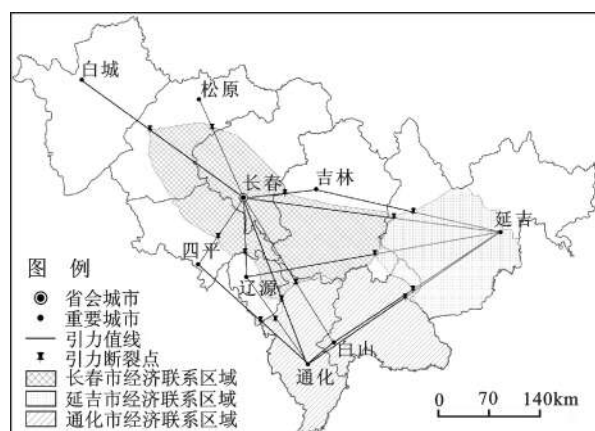 白城
松原
长春
吉林
延吉
四平
辽源
白山
通化
图 例
省会城市
重要城市
引力值线
引力断裂点
长春市经济联系区域
延吉市经济联系区域
通化市经济联系区域
0 70 140km